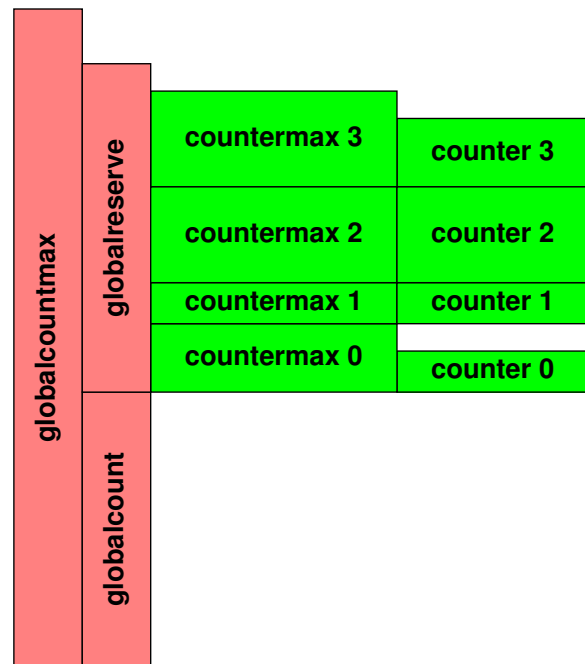 globalcountmax
globalreserve
globalcount
countermax 3
counter 3
countermax 2
counter 2
countermax 1
counter 1
countermax 0
counter 0